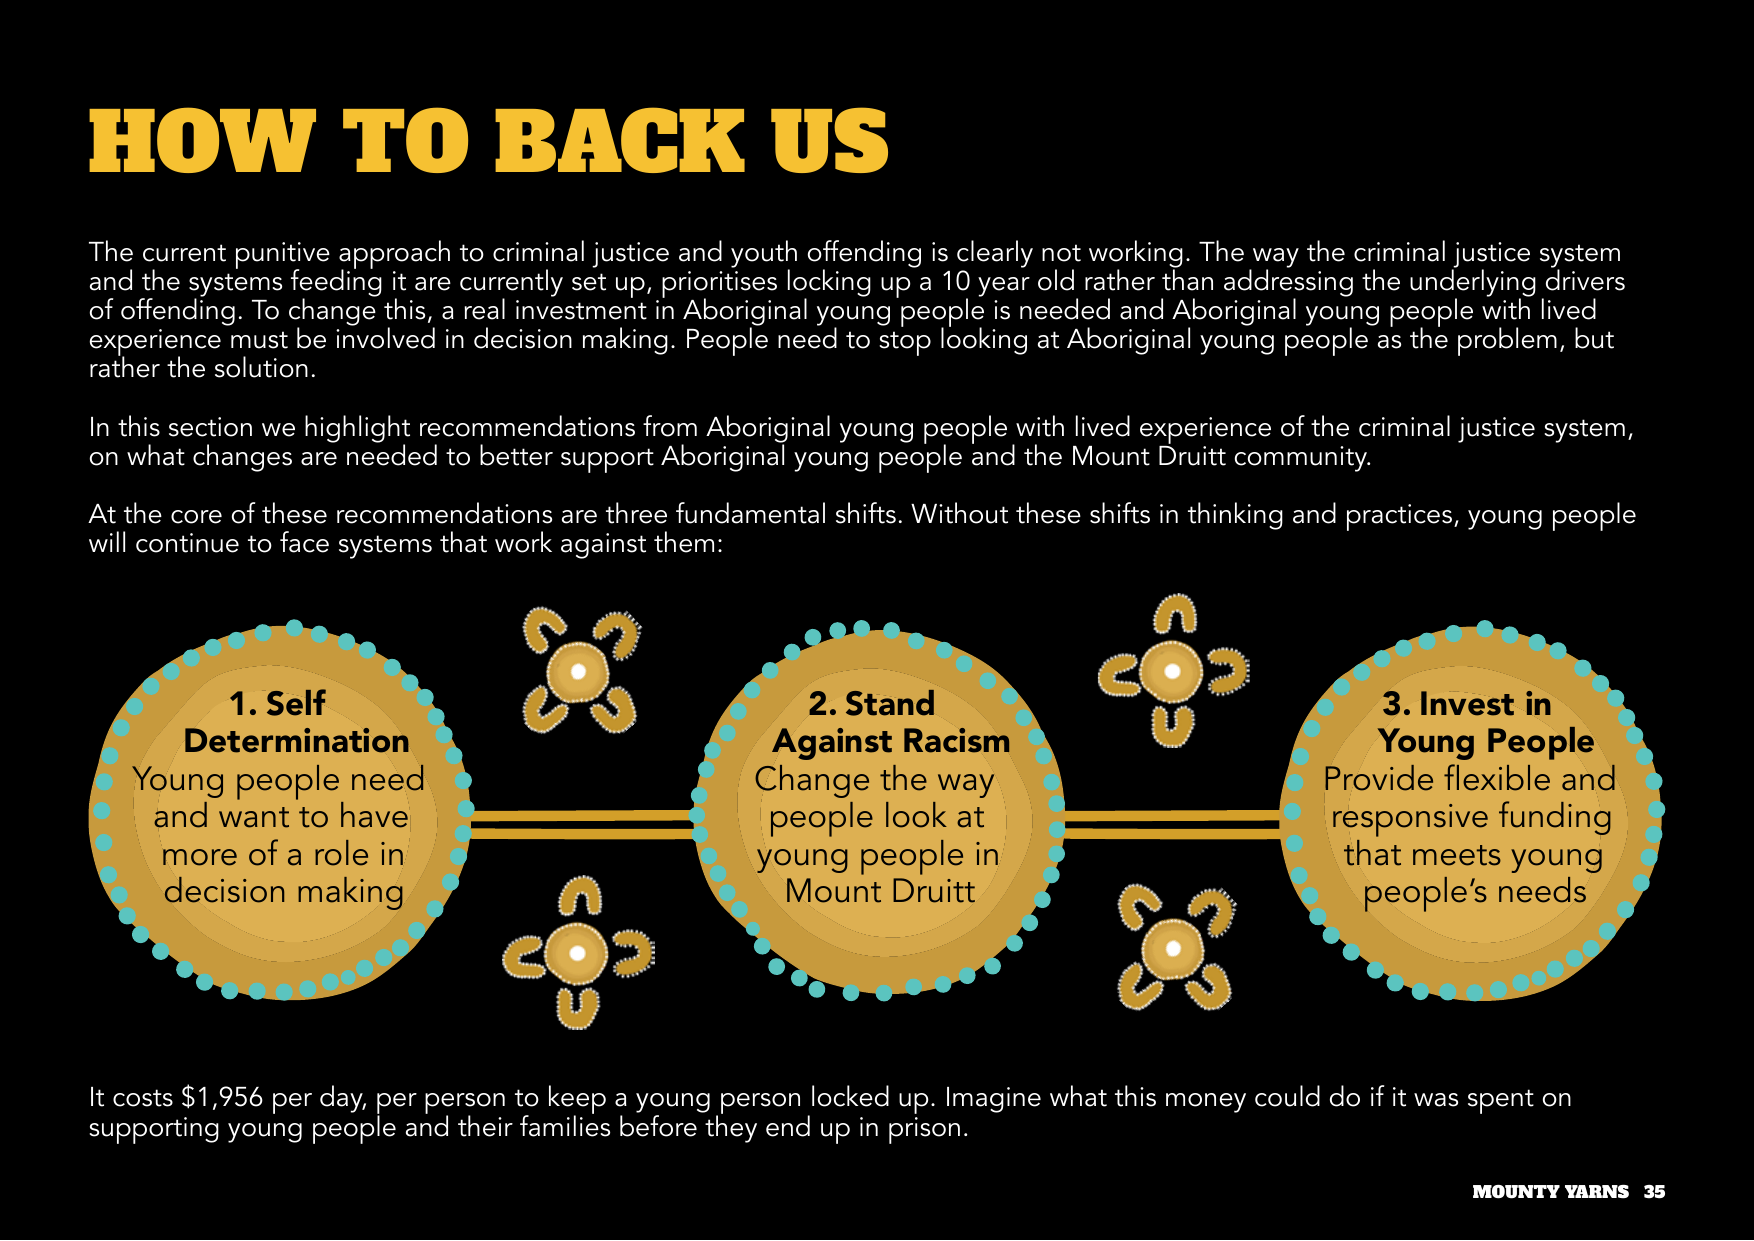 HOW TO BACK US
The current punitive approach to criminal justice and youth offending is clearly not working. The way the criminal justice system
and the systems feeding it are currently set up, prioritises locking up a 10 year old rather than addressing the underlying drivers
of offending. To change this, a real investment in Aboriginal young people is needed and Aboriginal young people with lived
experience must be involved in decision making. People need to stop looking at Aboriginal young people as the problem, but
rather the solution.
In this section we highlight recommendations from Aboriginal young people with lived experience of the criminal justice system,
on what changes are needed to better support Aboriginal young people and the Mount Druitt community.
At the core of these recommendations are three fundamental shifts. Without these shifts in thinking and practices, young people
will continue to face systems that work against them:
1. Self
Determination
Young people need
and want to have
more of a role in
decision making
2. Stand
Against Racism
Change the way
people look at
young people in
Mount Druitt
3. Invest in
Young People
Provide flexible and
responsive funding
that meets young
people's needs
It costs $1,956 per day, per person to keep a young person locked up. Imagine what this money could do if it was spent on
supporting young people and their families before they end up in prison.
MOUNTY YARNS 35